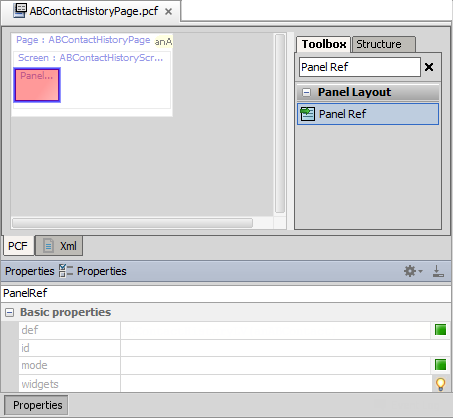 ABContactHistoryPage.pcf
Page : ABContactHistoryPage
anA
Screen : ABContactHistoryScr...
Panel...
Toolbox
Structure
Panel Ref
Panel Layout
Panel Ref
PCF
Xml
Properties
Properties
PanelRef
Basic properties
def
id
mode
widgets
Properties